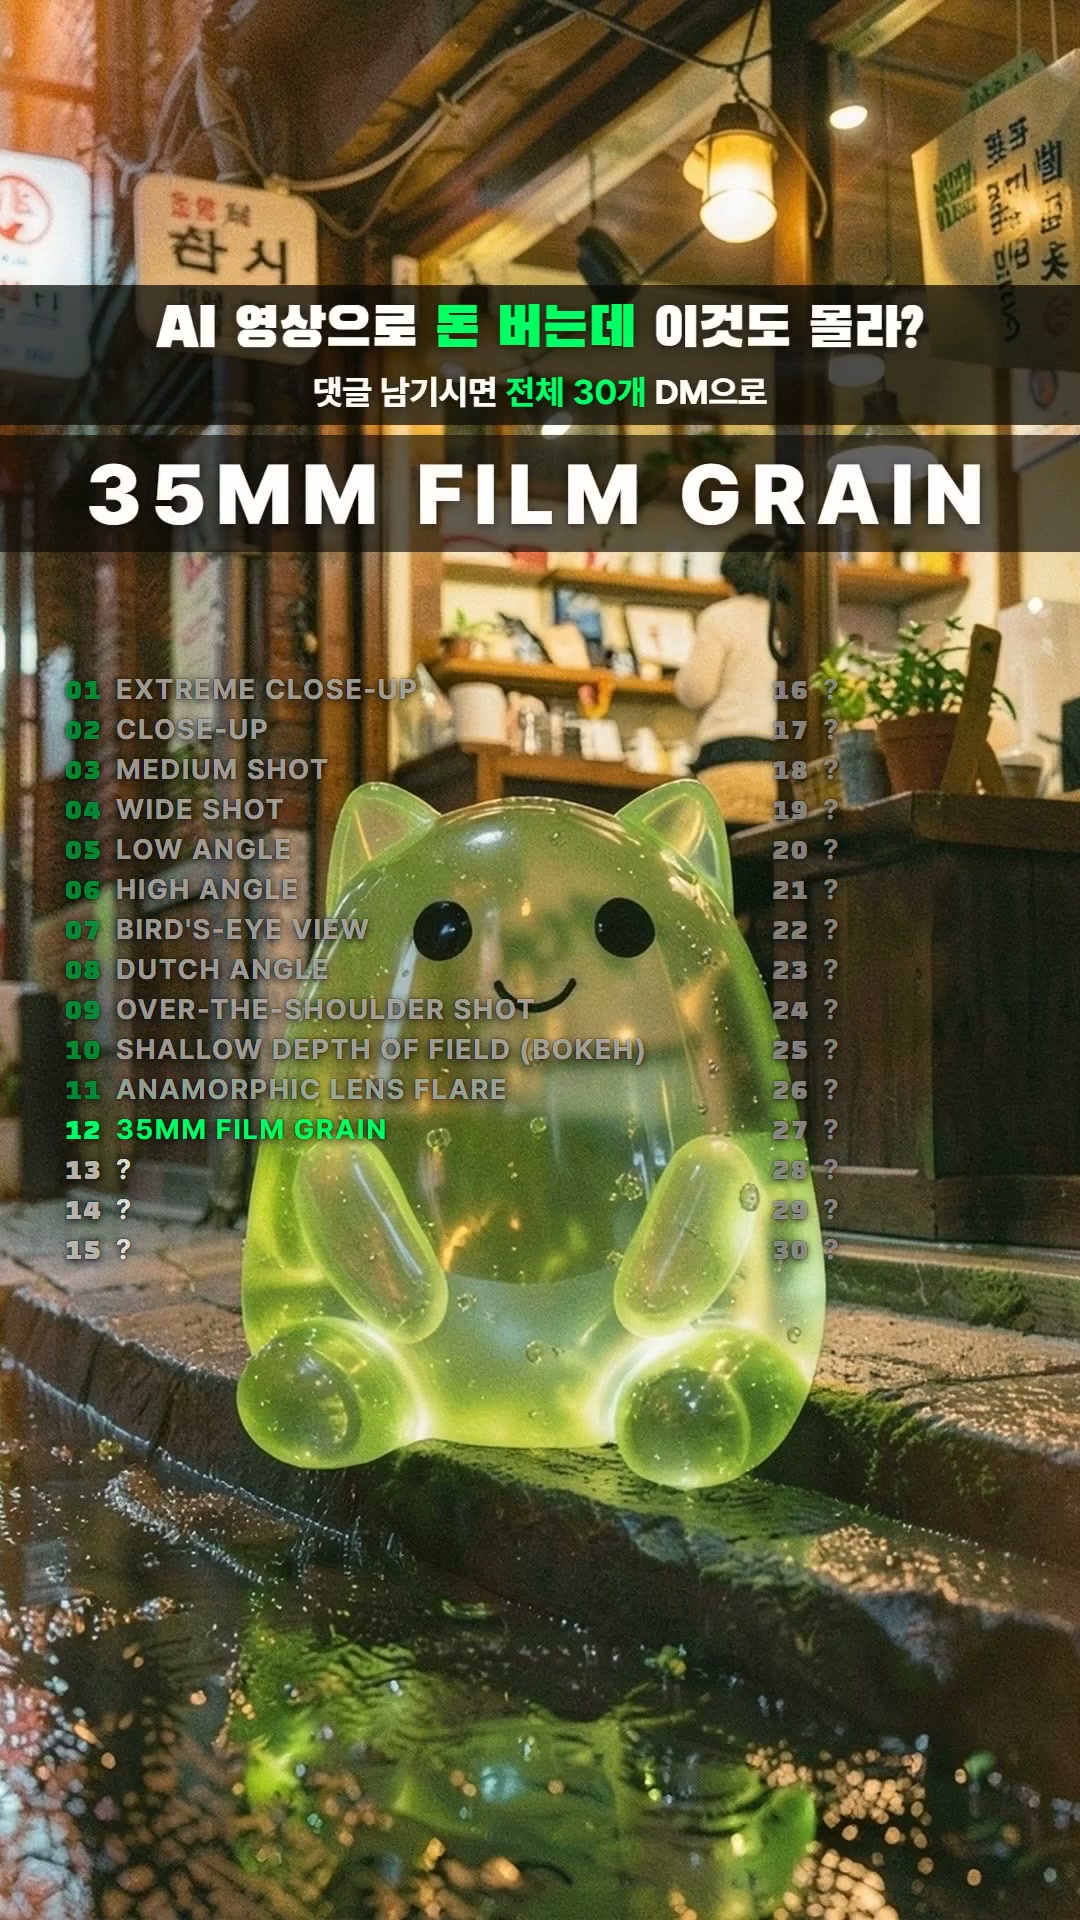 찬 시
AI 영상으로 돈 버는데 이것도 몰라?
댓글 남기시면 전체 30개 DM으로
35MM FILM GRAIN
01 EXTREME CLOSE-UP
02 CLOSE-UP
03 MEDIUM SHOT
04 WIDE SHOT
05 LOW ANGLE
06 HIGH ANGLE
07 BIRD'S-EYE VIEW
08 DUTCH ANGLE
09 OVER-THE-SHOULDER SHOT
10 SHALLOW DEPTH OF FIELD (BOKEH)
11 ANAMORPHIC LENS FLARE
12 35MM FILM GRAIN
13 ?
14 ?
15 ?
16 ?
17 ?
18 ?
19 ?
20 ?
21 ?
22 ?
23 ?
24 ?
25 ?
26 ?
27 ?
28 ?
29 ?
30 ?